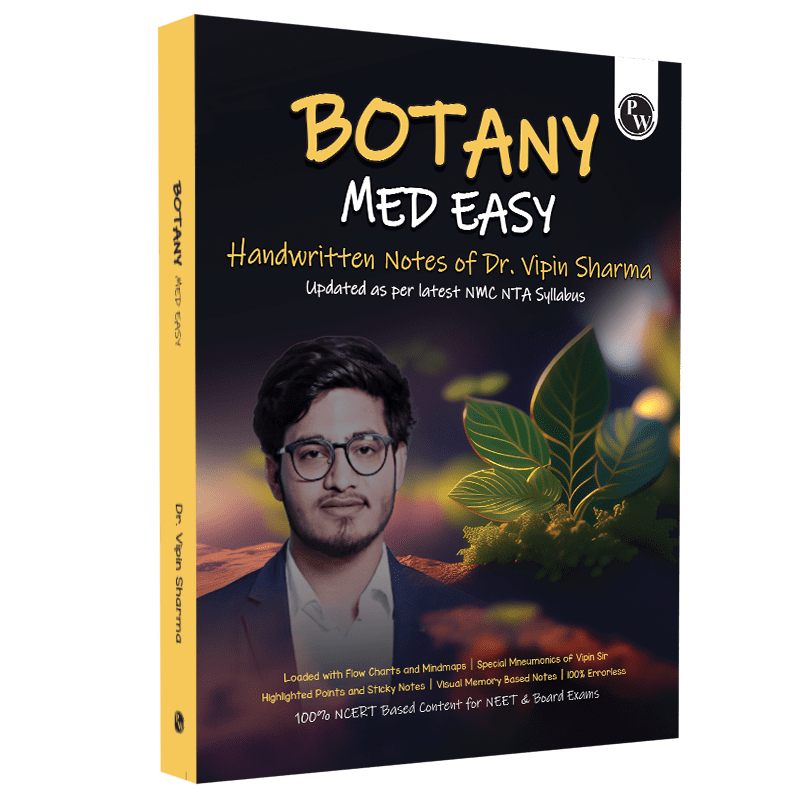 BOTANY
MED EASY
Handwritten Notes of Dr. Vipin Sharma
Updated as per latest NMC NTA Syllabus
PW
Loaded with Flow Charts and Mindmaps | Special Mneumonics of Vipin Sir
Highlighted Points and Sticky Notes | Visual Memory Based Notes | 100% Errorless
100% NCERT Based Content for NEET & Board Exams
BOTANY MED EASY
Dr. Vipin Sharma
PW